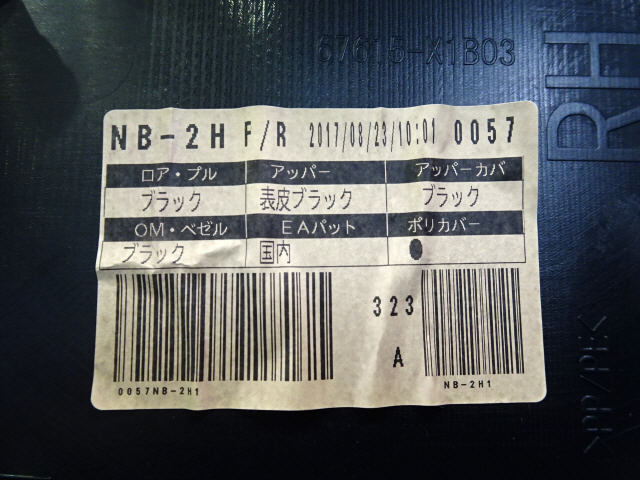 67615-X1B03
RH
NB-2H F/R 2017/08/23/10:01 0057
ロア・プル アッパー アッパーカバ
ブラック 表皮ブラック ブラック
OM・ベゼル EAパット ポリカバー
ブラック 国内 ●
323
A
0057NB-2H1
NB-2H1
>PP/PE<